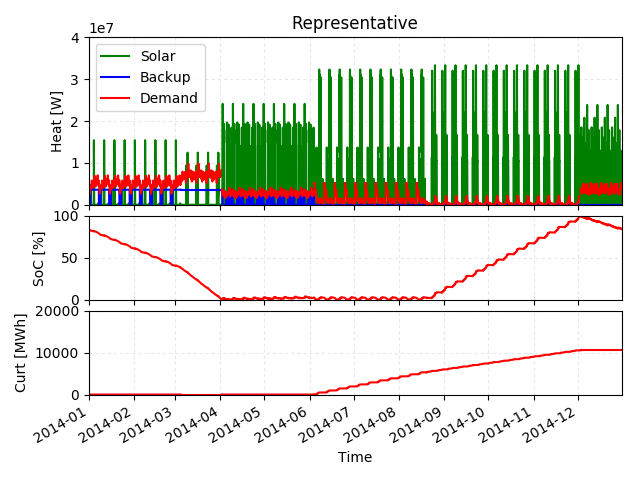 Representative
1e7
4
3
2
1
0
Heat [W]
Solar
Backup
Demand
100
50
0
SoC [%]
20000
10000
0
Curt [MWh]
2014-01
2014-02
2014-03
2014-04
2014-05
2014-06
2014-07
2014-08
2014-09
2014-10
2014-11
2014-12
Time